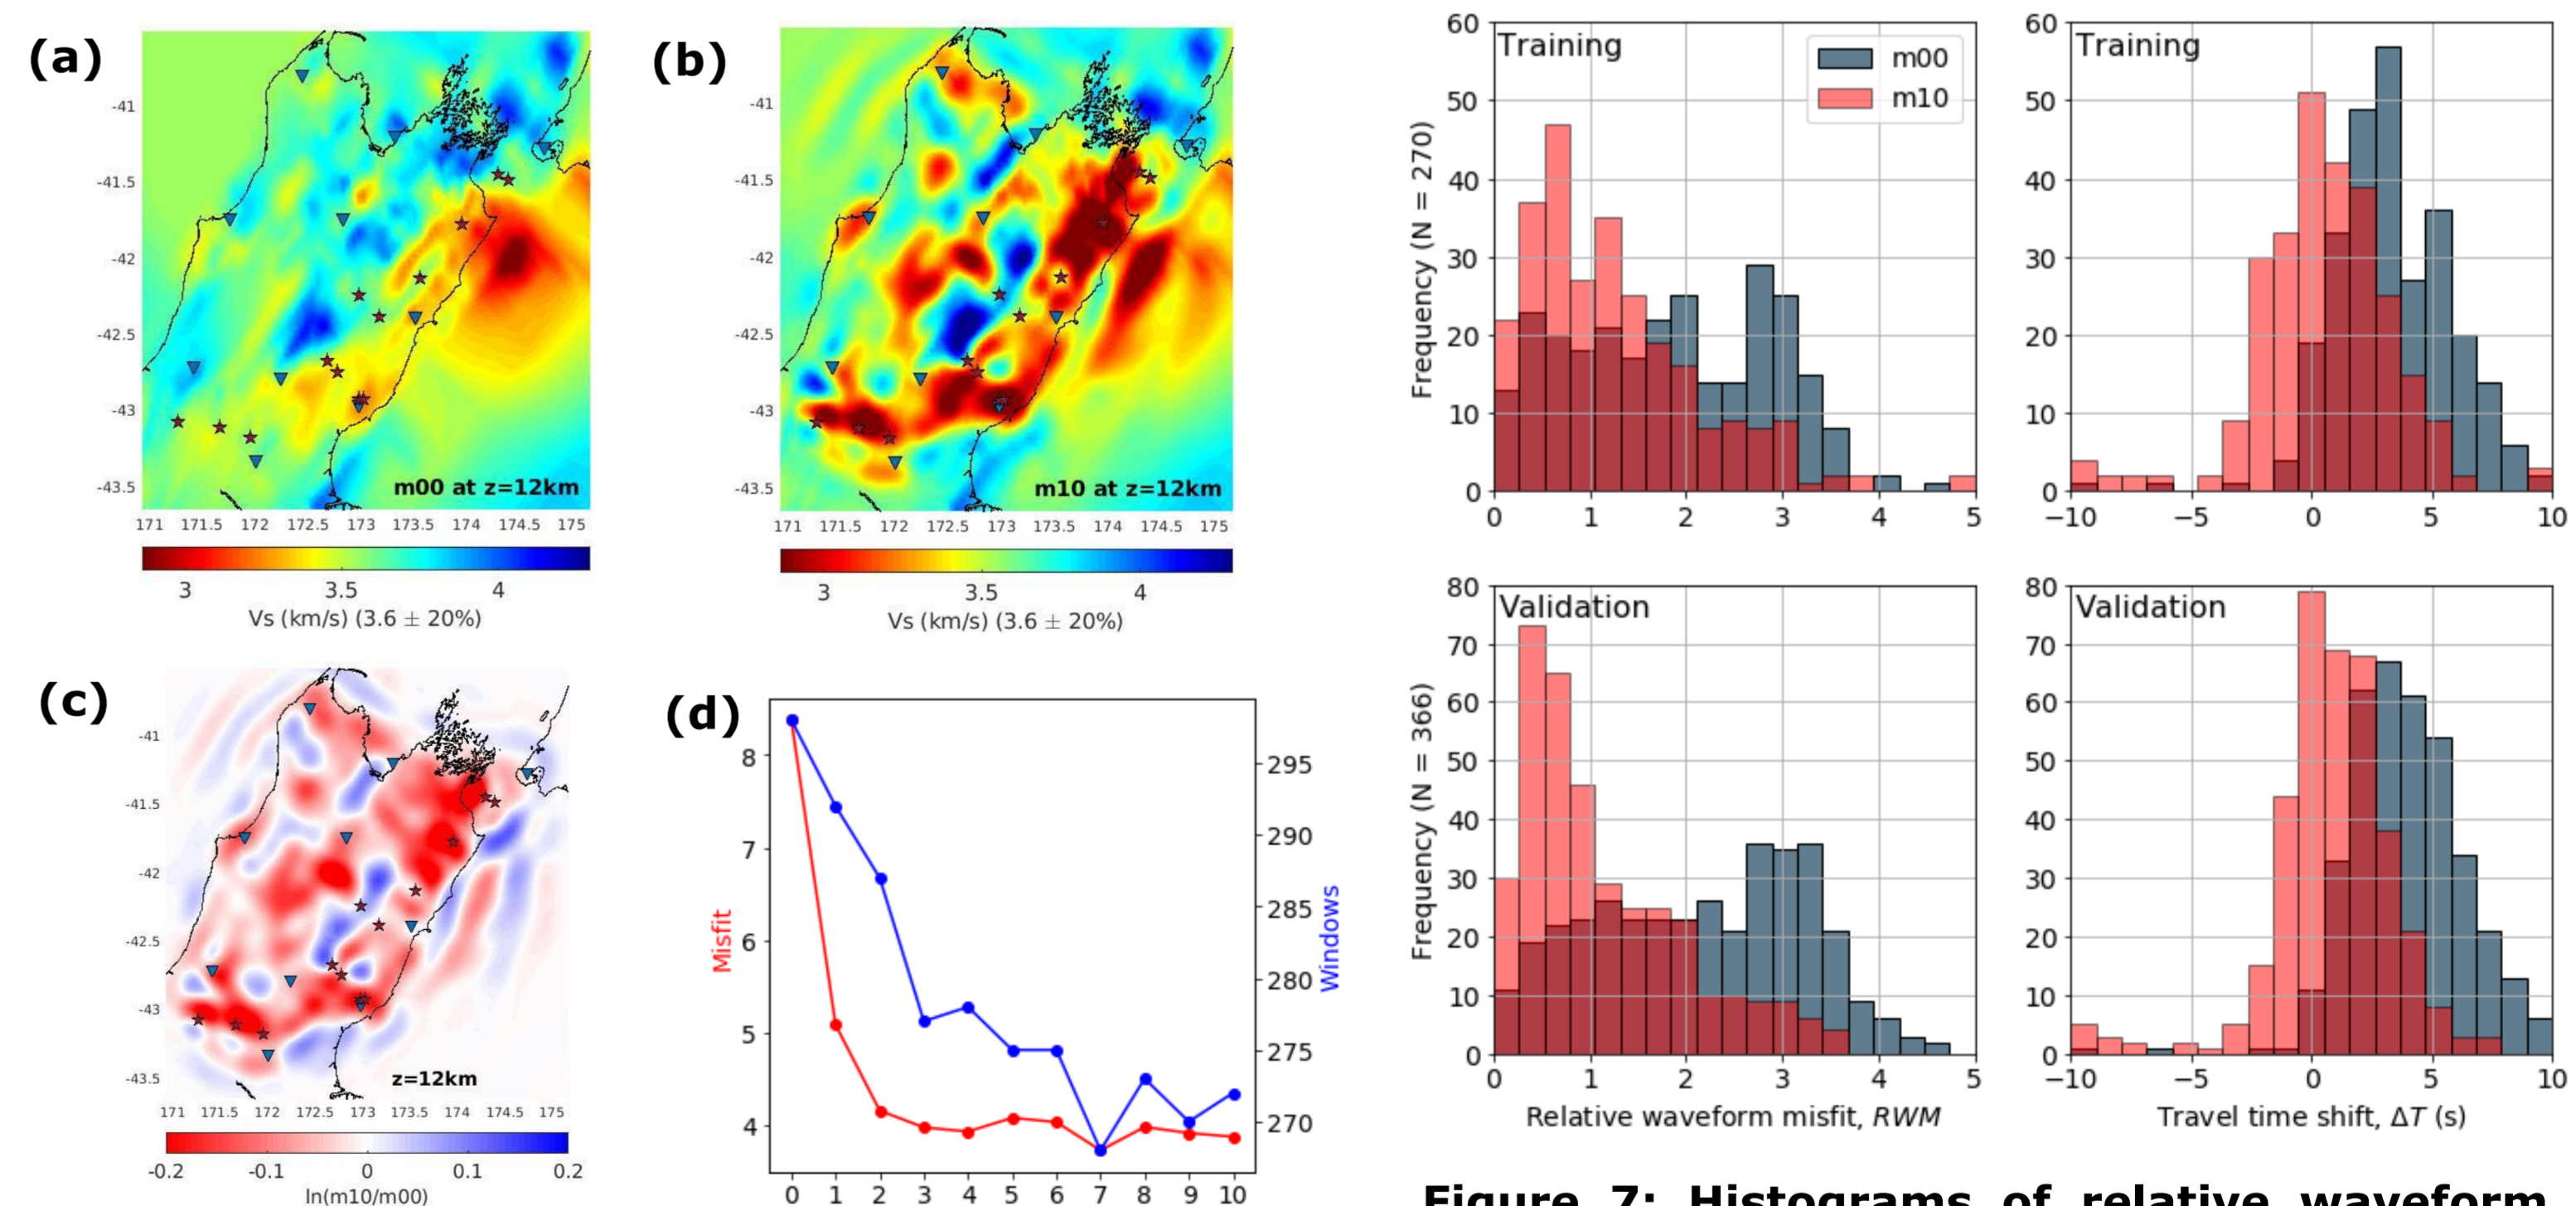 (a)
-41
-41.5
-42
-42.5
-43
-43.5
m00 at z=12km
171 171.5 172 172.5 173 173.5 174 174.5 175
3 3.5 4
Vs (km/s) (3.6 ± 20%)
(b)
-41
-41.5
-42
-42.5
-43
-43.5
m10 at z=12km
171 171.5 172 172.5 173 173.5 174 174.5 175
3 3.5 4
Vs (km/s) (3.6 ± 20%)
(c)
-41
-41.5
-42
-42.5
-43
-43.5
z=12km
171 171.5 172 172.5 173 173.5 174 174.5 175
-0.2 -0.1 0 0.1 0.2
ln(m10/m00)
(d)
8
7
6
5
4
Misfit
295
290
285
280
275
270
Windows
0 1 2 3 4 5 6 7 8 9 10
Training
m00
m10
60
50
40
30
20
10
0
Frequency (N = 270)
0 1 2 3 4 5
Training
60
50
40
30
20
10
0
−10 −5 0 5 10
Validation
80
70
60
50
40
30
20
10
0
Frequency (N = 366)
0 1 2 3 4 5
Relative waveform misfit, RWM
Validation
80
70
60
50
40
30
20
10
0
−10 −5 0 5 10
Travel time shift, ΔT (s)
Figure 7: Histograms of relative waveform